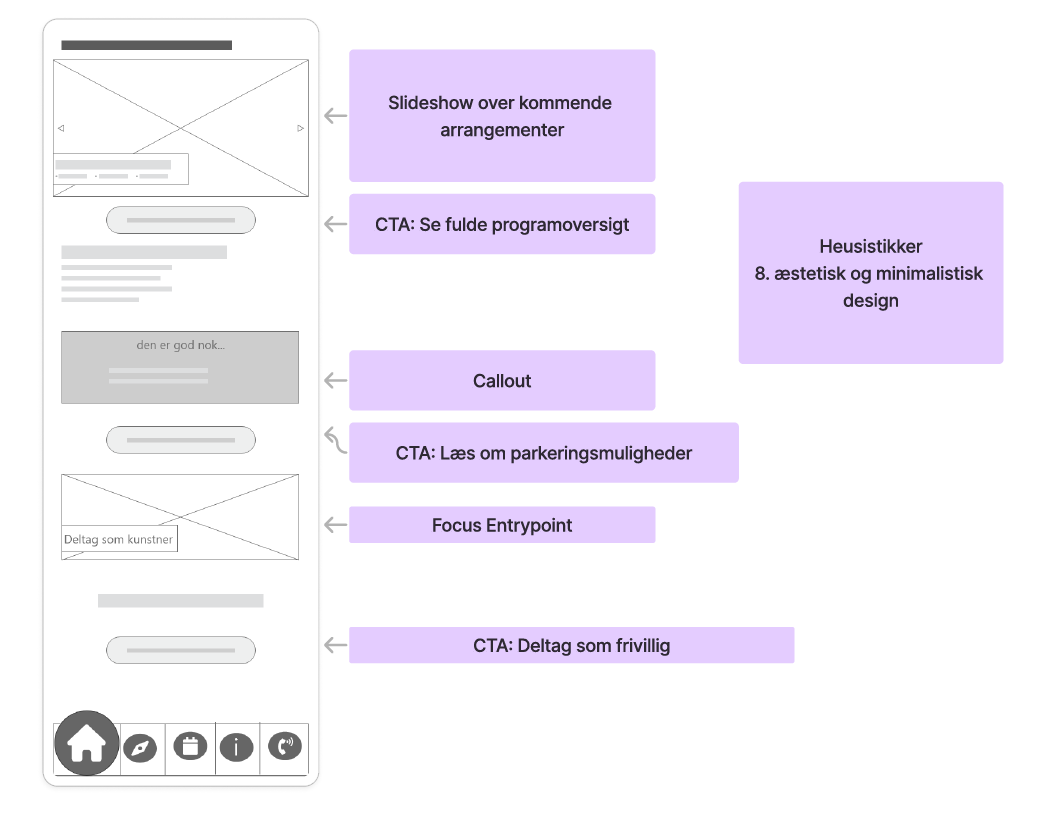 Slideshow over kommende
arrangementer
CTA: Se fulde programoversigt
Heusistikker
8. æstetisk og minimalistisk
design
den er god nok...
Callout
CTA: Læs om parkeringsmuligheder
Focus Entrypoint
Deltag som kunstner
CTA: Deltag som frivillig